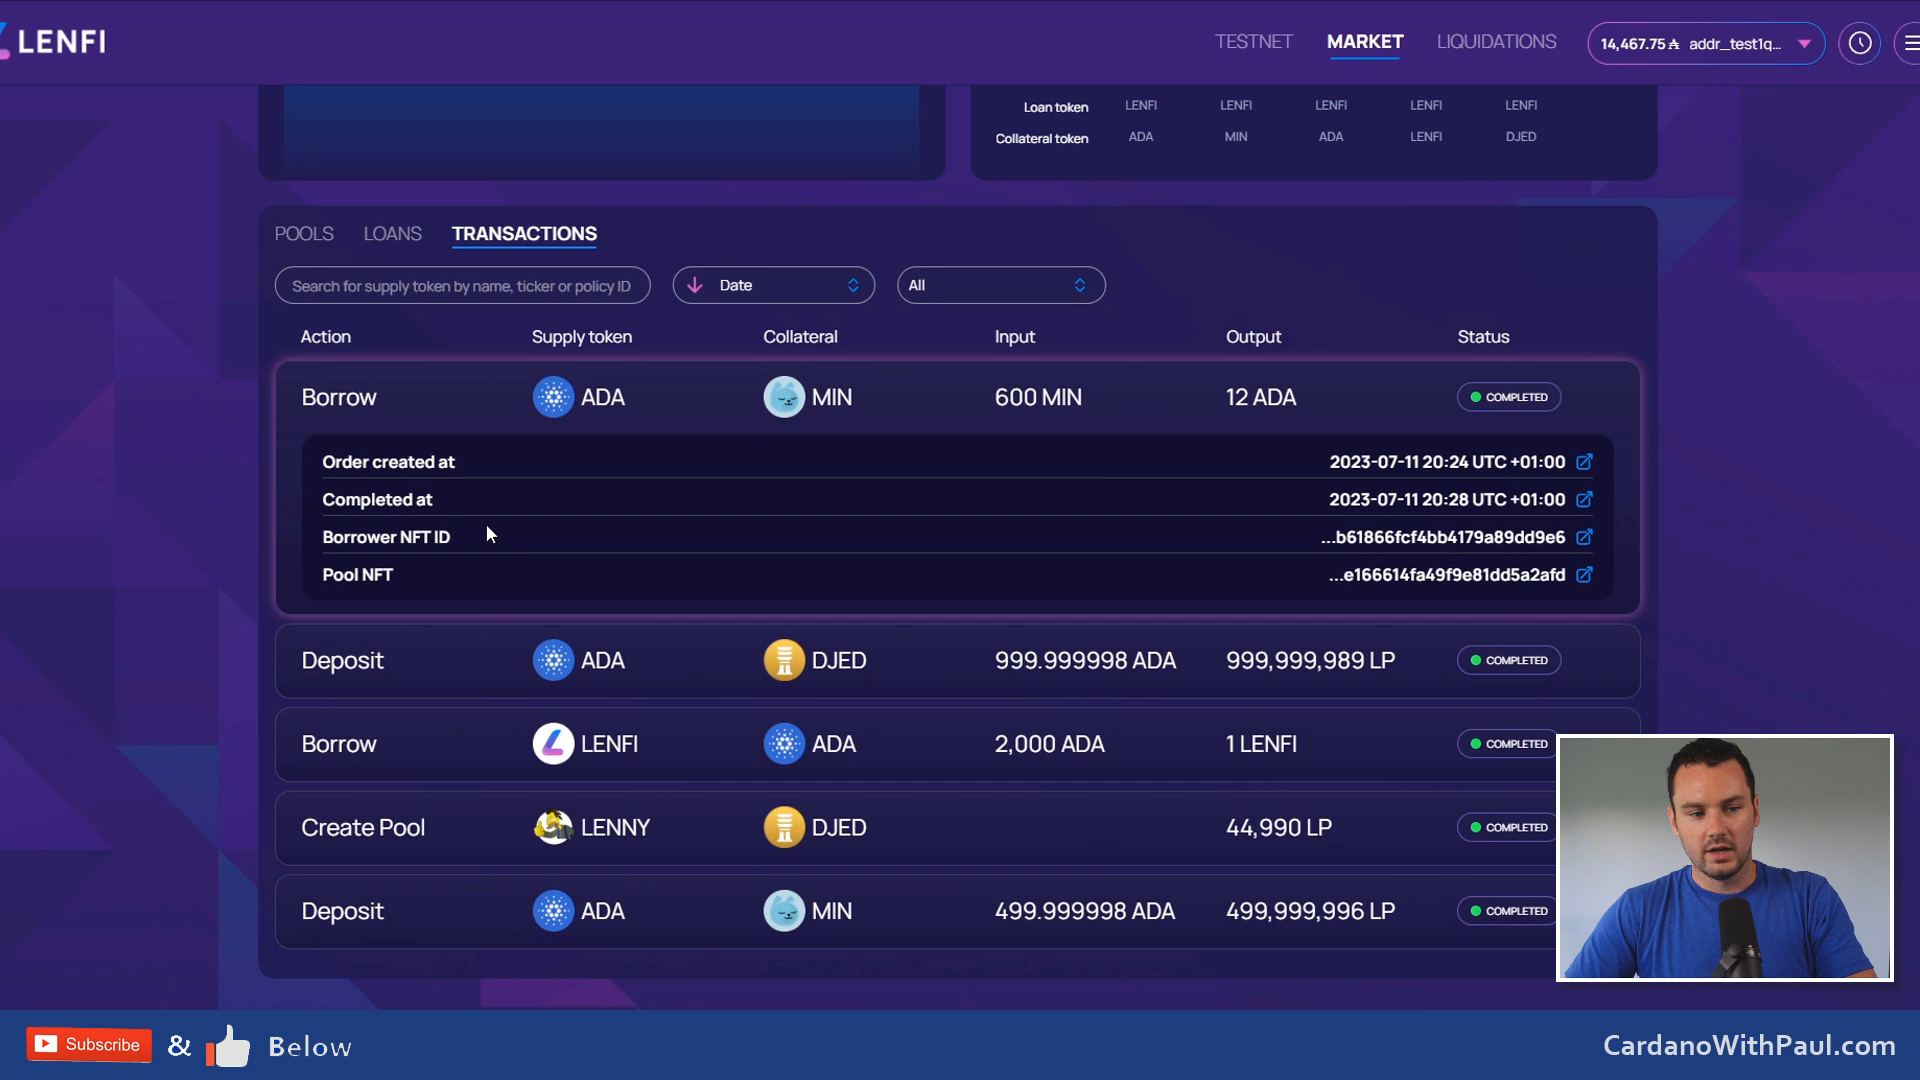 LENFI
TESTNET MARKET LIQUIDATIONS 14,467.75 ₳ addr_test1q...
Loan token LENFI LENFI LENFI LENFI LENFI
Collateral token ADA MIN ADA LENFI DJED
POOLS LOANS TRANSACTIONS
Search for supply token by name, ticker or policy ID Date All
Action Supply token Collateral Input Output Status
Borrow ADA MIN 600 MIN 12 ADA COMPLETED
Order created at 2023-07-11 20:24 UTC +01:00
Completed at 2023-07-11 20:28 UTC +01:00
Borrower NFT ID ...b61866fcf4bb4179a89dd9e6
Pool NFT ...e166614fa49f9e81dd5a2afd
Deposit ADA DJED 999.999998 ADA 999,999,989 LP COMPLETED
Borrow LENFI ADA 2,000 ADA 1 LENFI COMPLETED
Create Pool LENNY DJED 44,990 LP COMPLETED
Deposit ADA MIN 499.999998 ADA 499,999,996 LP COMPLETED
Subscribe & Below CardanoWithPaul.com